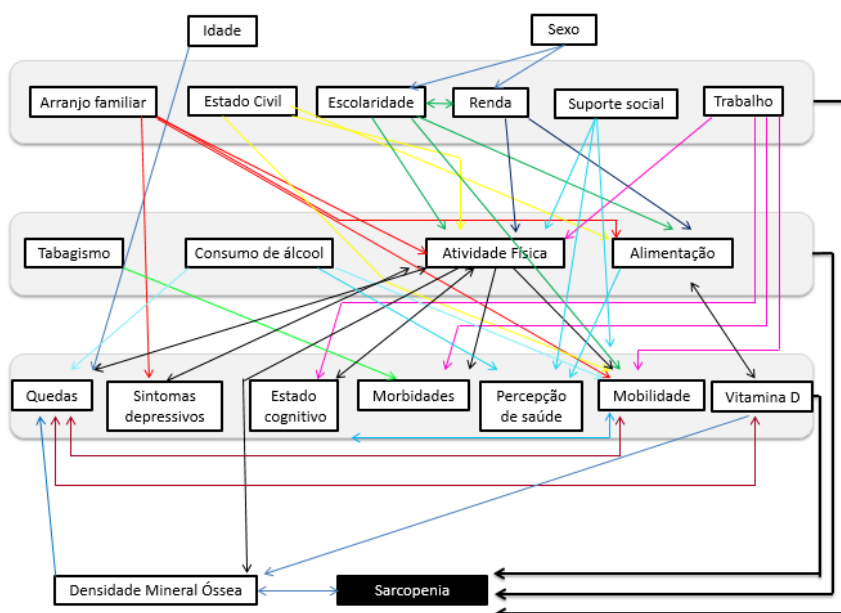 Idade
Sexo
Arranjo familiar
Estado Civil
Escolaridade
Renda
Suporte social
Trabalho
Tabagismo
Consumo de álcool
Atividade Física
Alimentação
Quedas
Sintomas
depressivos
Estado
cognitivo
Morbidades
Percepção
de saúde
Mobilidade
Vitamina D
Densidade Mineral Óssea
Sarcopenia